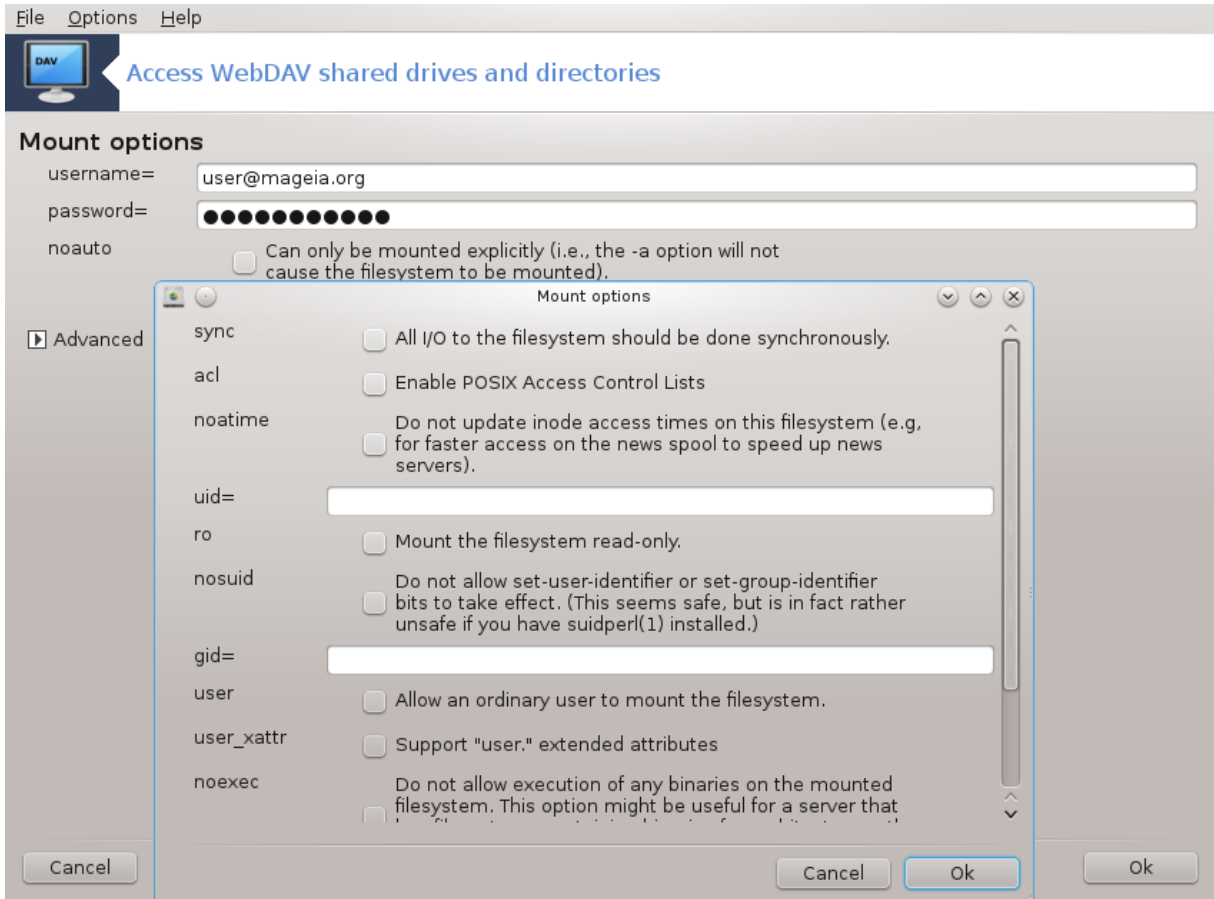 File Options Help
DAV
Access WebDAV shared drives and directories
Mount options
username=
user@mageia.org
password=
●●●●●●●●●●●
noauto
Can only be mounted explicitly (i.e., the -a option will not
cause the filesystem to be mounted).
Advanced
Mount options
sync
All I/O to the filesystem should be done synchronously.
acl
Enable POSIX Access Control Lists
noatime
Do not update inode access times on this filesystem (e.g,
for faster access on the news spool to speed up news
servers).
uid=
ro
Mount the filesystem read-only.
nosuid
Do not allow set-user-identifier or set-group-identifier
bits to take effect. (This seems safe, but is in fact rather
unsafe if you have suidperl(1) installed.)
gid=
user
Allow an ordinary user to mount the filesystem.
user_xattr
Support "user." extended attributes
noexec
Do not allow execution of any binaries on the mounted
filesystem. This option might be useful for a server that
Cancel
Ok
Cancel
Ok